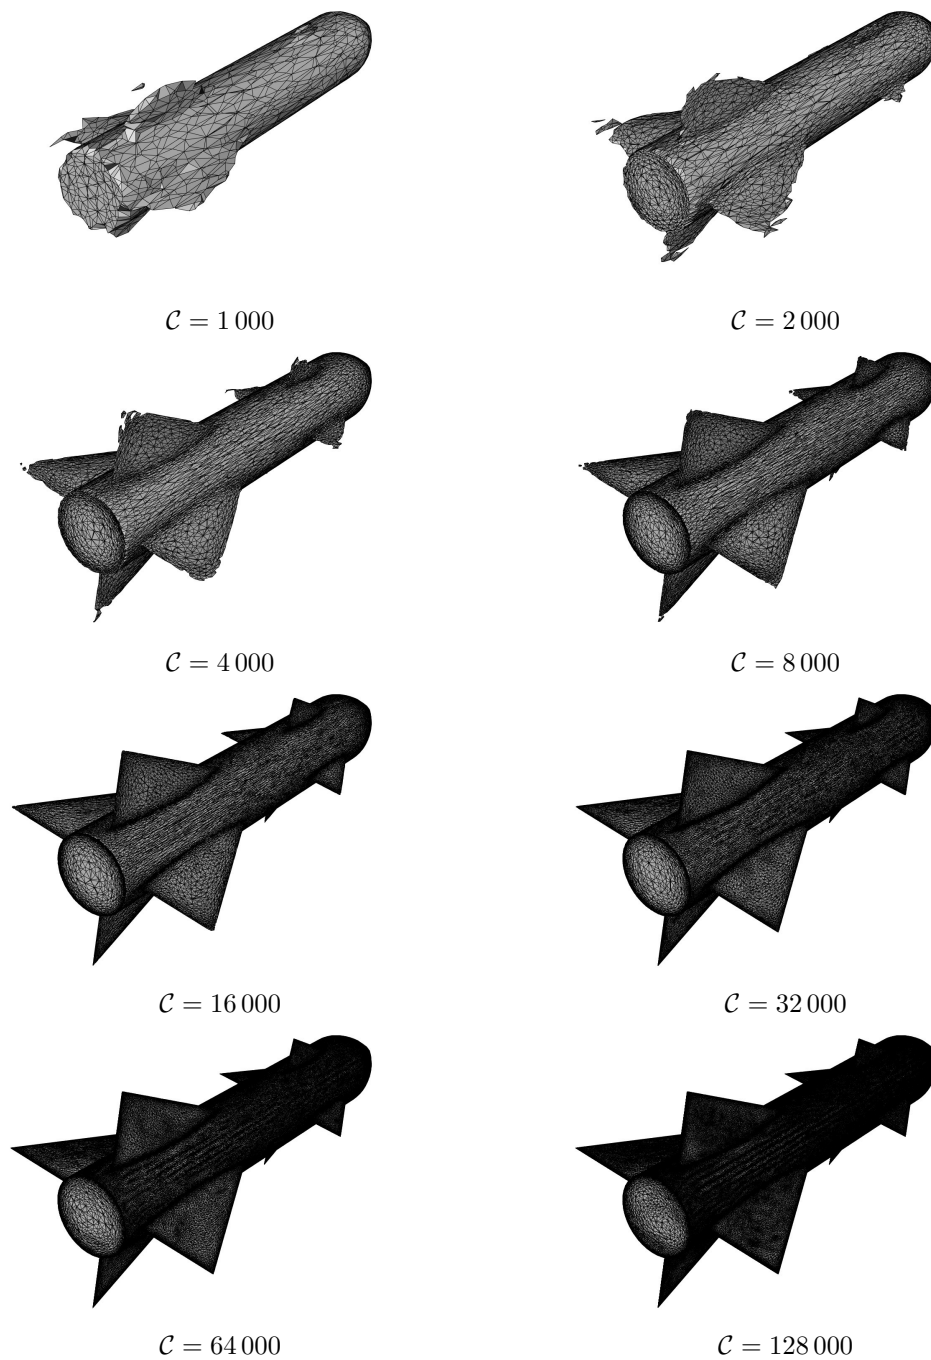 𝒞 = 1 000
𝒞 = 2 000
𝒞 = 4 000
𝒞 = 8 000
𝒞 = 16 000
𝒞 = 32 000
𝒞 = 64 000
𝒞 = 128 000